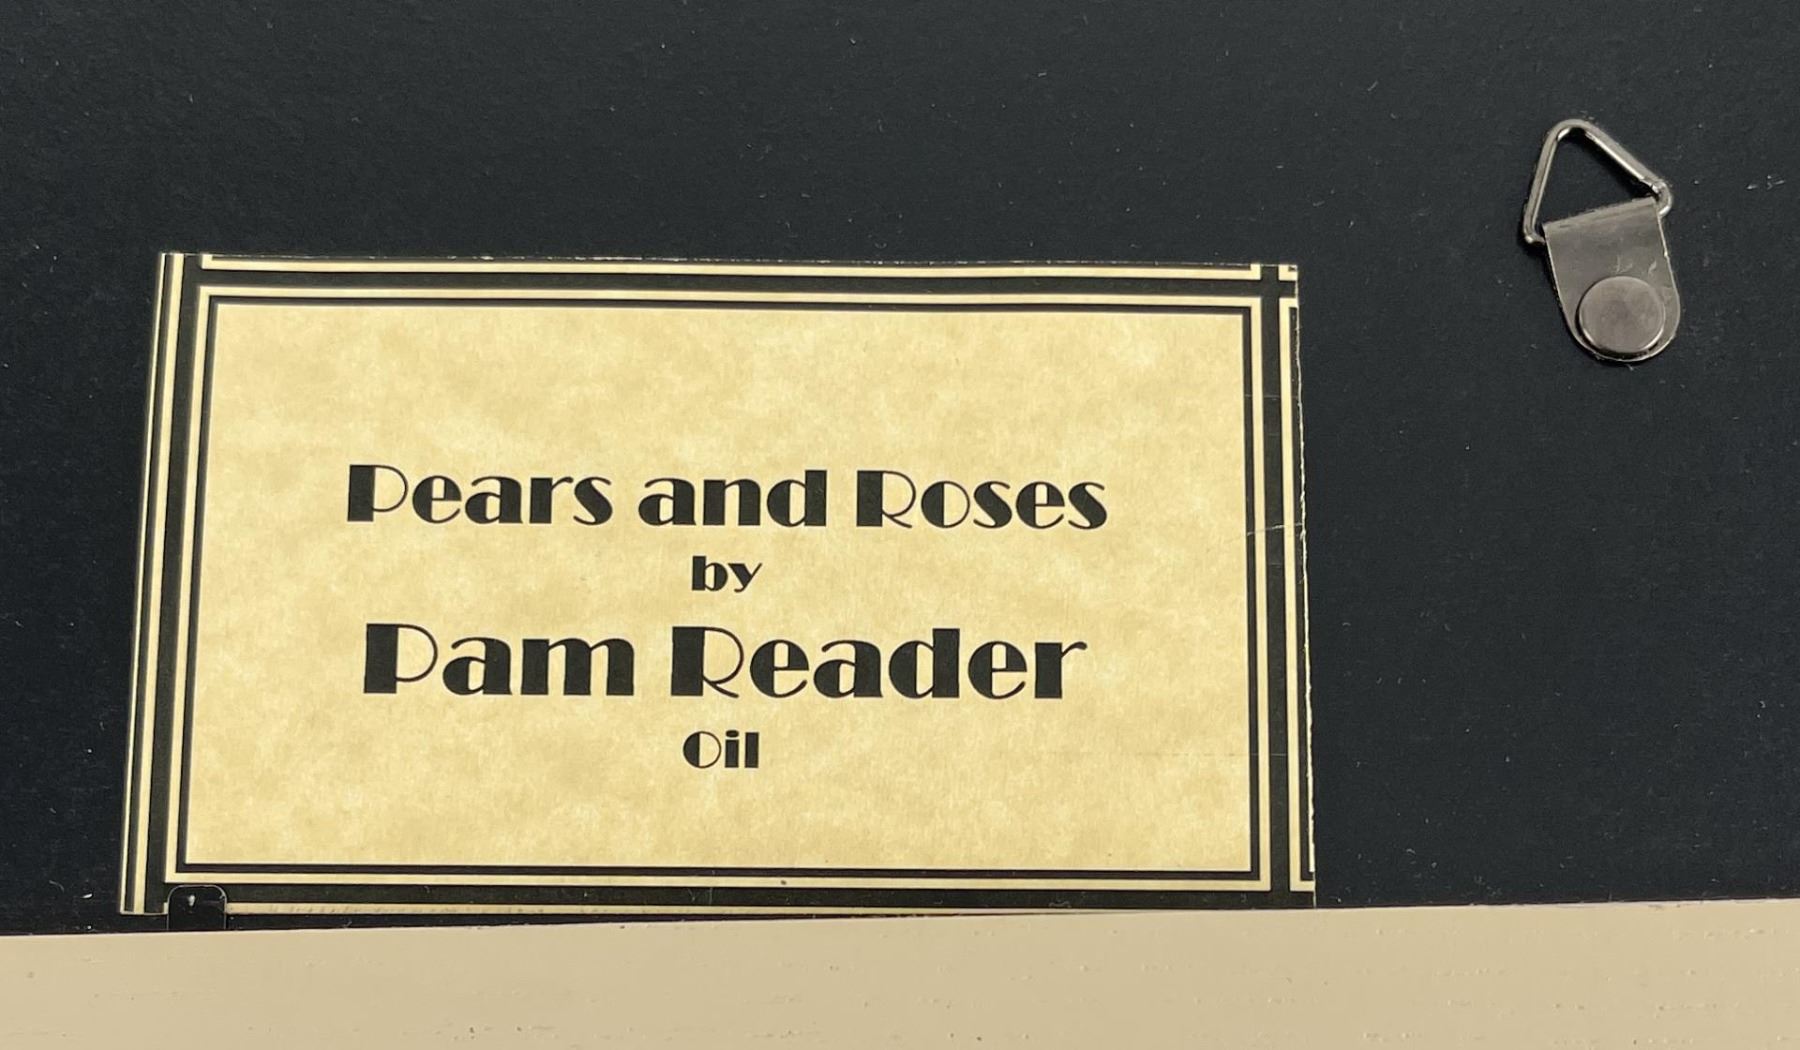 Pears and Roses
by
Pam Reader
Oil